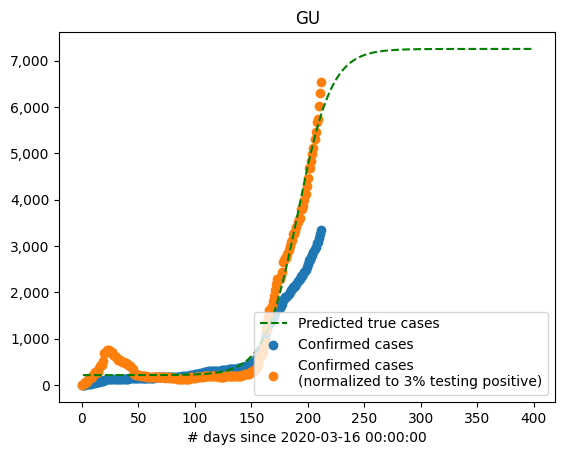 GU
7,000
6,000
5,000
4,000
3,000
2,000
1,000
0
Predicted true cases
Confirmed cases
Confirmed cases
(normalized to 3% testing positive)
0 50 100 150 200 250 300 350 400
# days since 2020-03-16 00:00:00